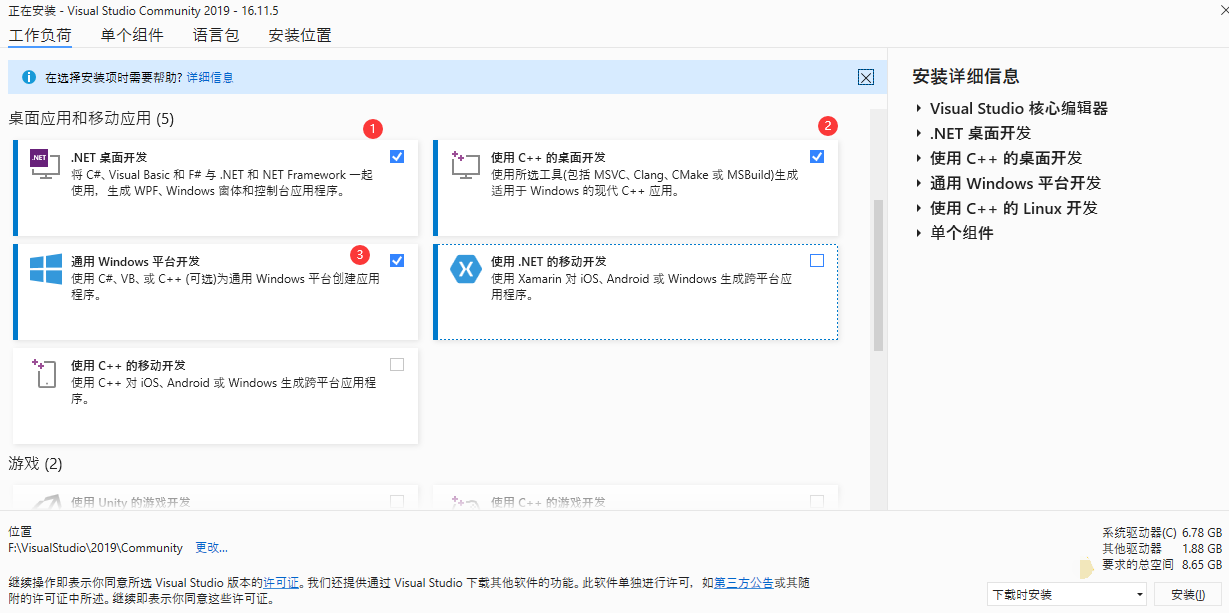 正在安装 - Visual Studio Community 2019 - 16.11.5
工作负荷 单个组件 语言包 安装位置
在选择安装项时需要帮助? 详细信息
桌面应用和移动应用 (5)
1
.NET
.NET 桌面开发
将 C#、Visual Basic 和 F# 与 .NET 和 NET Framework 一起
使用，生成 WPF、Windows 窗体和控制台应用程序。
2
使用 C++ 的桌面开发
使用所选工具(包括 MSVC、Clang、CMake 或 MSBuild)生成
适用于 Windows 的现代 C++ 应用。
3
通用 Windows 平台开发
使用 C#、VB、或 C++ (可选)为通用 Windows 平台创建应用
程序。
使用 .NET 的移动开发
使用 Xamarin 对 iOS、Android 或 Windows 生成跨平台应
用程序。
使用 C++ 的移动开发
使用 C++ 对 iOS、Android 或 Windows 生成跨平台应用程
序。
游戏 (2)
使用 Unity 的游戏开发
使用 C++ 的游戏开发
安装详细信息
Visual Studio 核心编辑器
.NET 桌面开发
使用 C++ 的桌面开发
通用 Windows 平台开发
使用 C++ 的 Linux 开发
单个组件
位置
F:\VisualStudio\2019\Community 更改...
继续操作即表示你同意所选 Visual Studio 版本的许可证。我们还提供通过 Visual Studio 下载其他软件的功能。此软件单独进行许可，如第三方公告或其随
附的许可证中所述。继续即表示你同意这些许可证。
系统驱动器(C) 6.78 GB
其他驱动器 1.88 GB
要求的总空间 8.65 GB
下载时安装
安装(I)